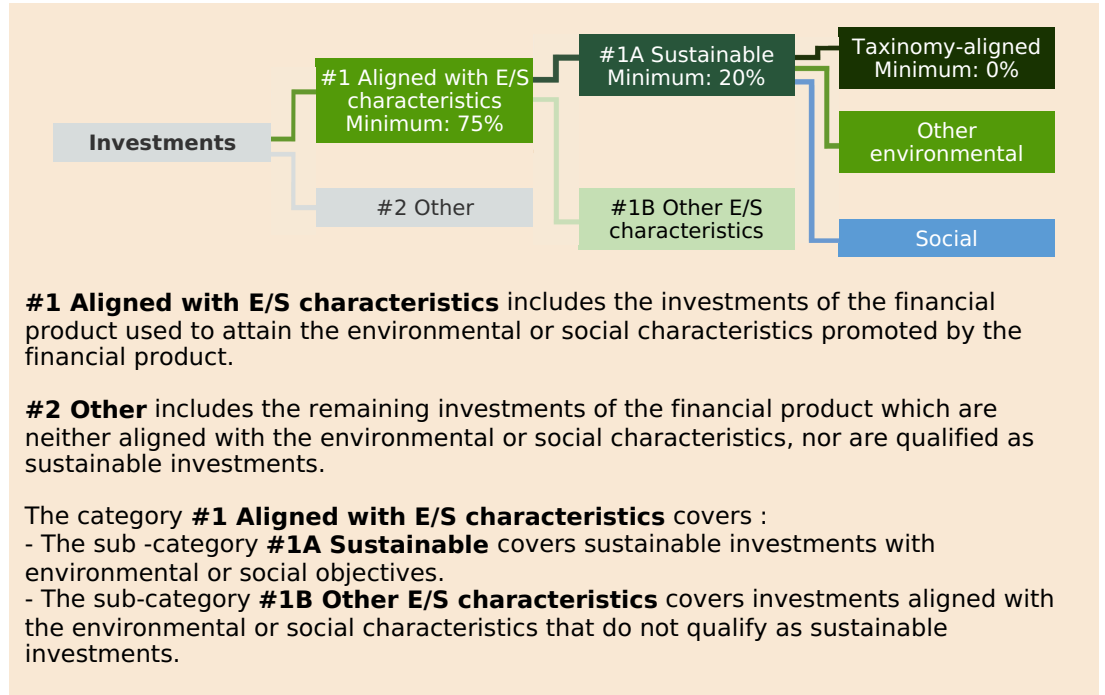 #1 Aligned with E/S
characteristics
Minimum: 75%
#1A Sustainable
Minimum: 20%
Taxinomy-aligned
Minimum: 0%
Investments
Other
environmental
#2 Other
#1B Other E/S
characteristics
Social
#1 Aligned with E/S characteristics includes the investments of the financial
product used to attain the environmental or social characteristics promoted by the
financial product.
#2 Other includes the remaining investments of the financial product which are
neither aligned with the environmental or social characteristics, nor are qualified as
sustainable investments.
The category #1 Aligned with E/S characteristics covers :
- The sub -category #1A Sustainable covers sustainable investments with
environmental or social objectives.
- The sub-category #1B Other E/S characteristics covers investments aligned with
the environmental or social characteristics that do not qualify as sustainable
investments.